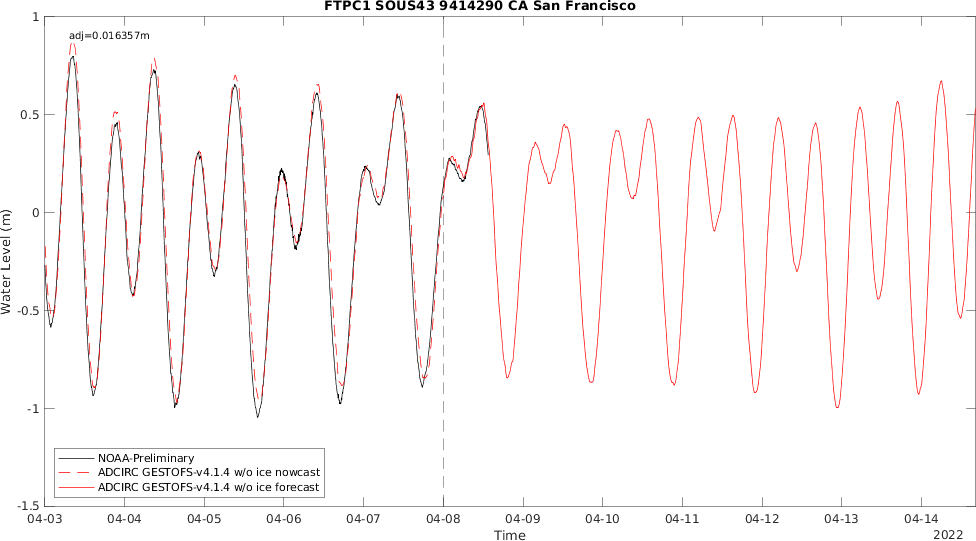 FTPC1 SOUS43 9414290 CA San Francisco
adj=0.016357m
1
0.5
0
-0.5
-1
-1.5
Water Level (m)
NOAA-Preliminary
ADCIRC GESTOFS-v4.1.4 w/o ice nowcast
ADCIRC GESTOFS-v4.1.4 w/o ice forecast
04-03 04-04 04-05 04-06 04-07 04-08 04-09 04-10 04-11 04-12 04-13 04-14
Time
2022